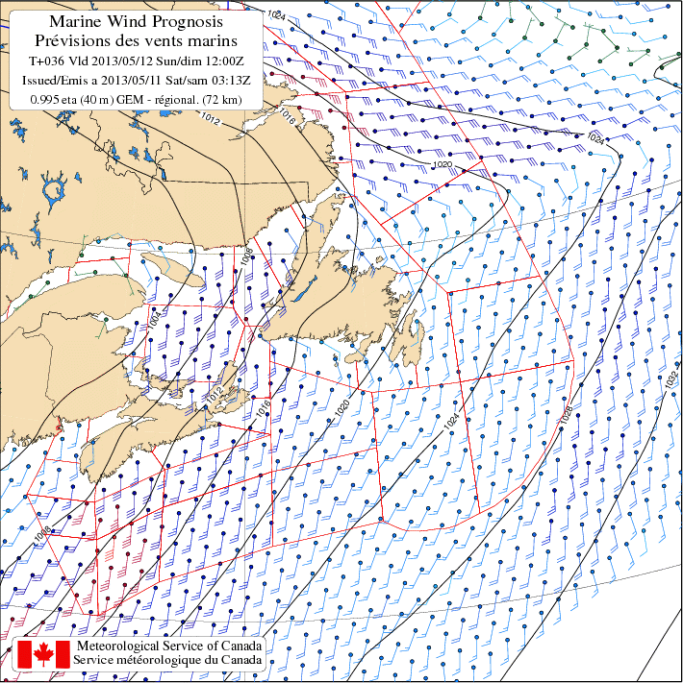 Marine Wind Prognosis
Prévisions des vents marins
T+036 Vld 2013/05/12 Sun/dim 12:00Z
Issued/Emis a 2013/05/11 Sat/sam 03:13Z
0.995 eta (40 m) GEM - régional. (72 km)
1024
1016
1012
1024
1020
1008
1004
1032
1012
1016
1020
1024
1028
1008
Meteorological Service of Canada
Service météorologique du Canada